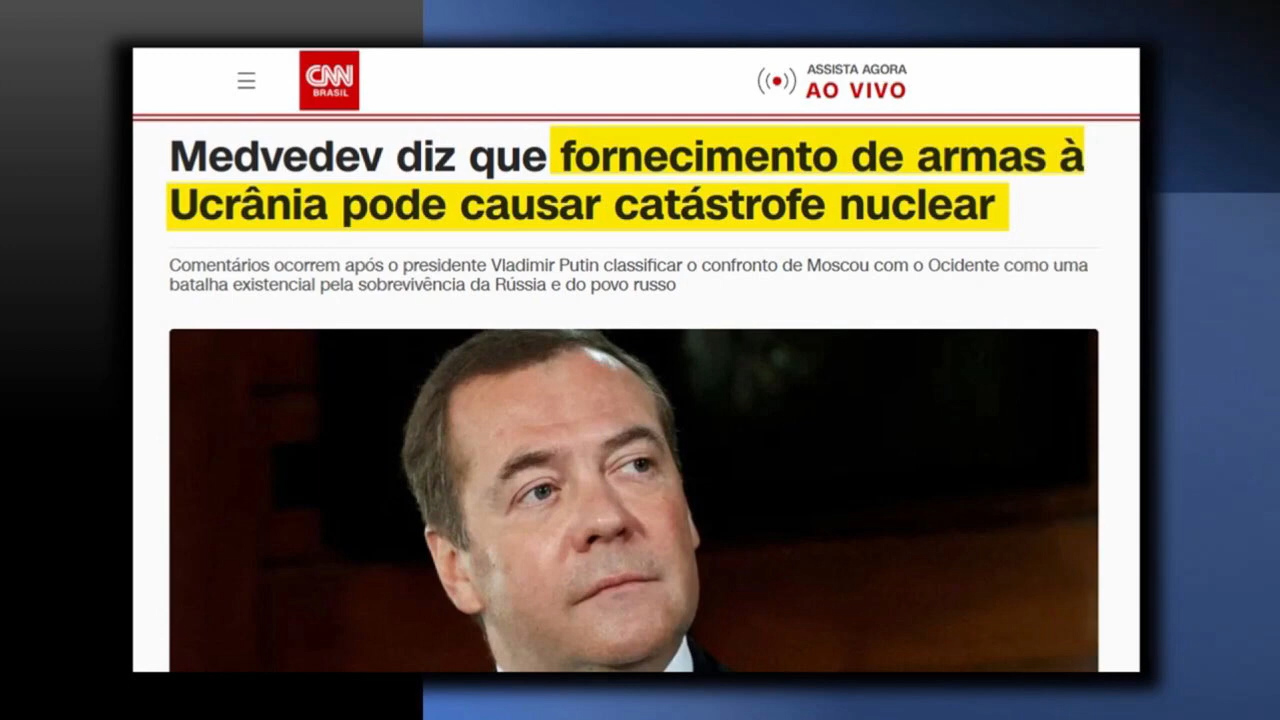 CNN
BRASIL
ASSISTA AGORA
AO VIVO
Medvedev diz que fornecimento de armas à
Ucrânia pode causar catástrofe nuclear
Comentários ocorrem após o presidente Vladimir Putin classificar o confronto de Moscou com o Ocidente como uma
batalha existencial pela sobrevivência da Rússia e do povo russo